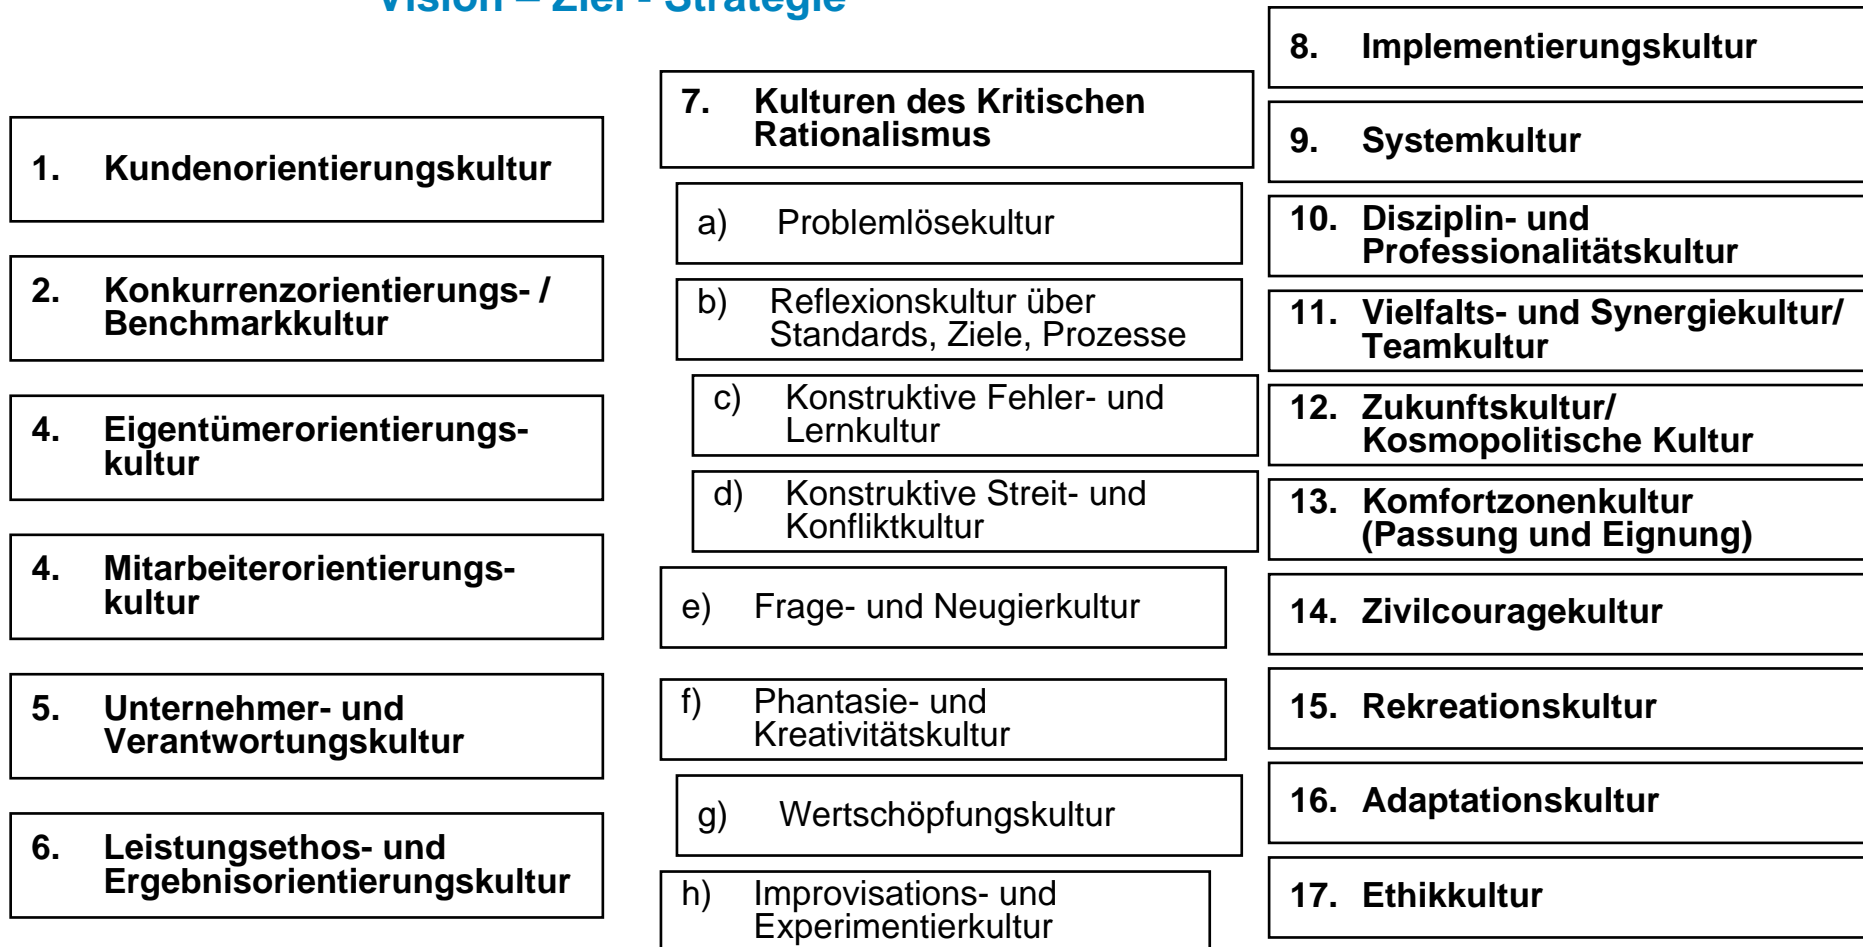 Vision – Ziel - Strategie
1. Kundenorientierungskultur
2. Konkurrenzorientierungs- /
Benchmarkkultur
4. Eigentümerorientierungs-
kultur
4. Mitarbeiterorientierungs-
kultur
5. Unternehmer- und
Verantwortungskultur
6. Leistungsethos- und
Ergebnisorientierungskultur
7. Kulturen des Kritischen
Rationalismus
a) Problemlösekultur
b) Reflexionskultur über
Standards, Ziele, Prozesse
c) Konstruktive Fehler- und
Lernkultur
d) Konstruktive Streit- und
Konfliktkultur
e) Frage- und Neugierkultur
f) Phantasie- und
Kreativitätskultur
g) Wertschöpfungskultur
h) Improvisations- und
Experimentierkultur
8. Implementierungskultur
9. Systemkultur
10. Disziplin- und
Professionalitätskultur
11. Vielfalts- und Synergiekultur/
Teamkultur
12. Zukunftskultur/
Kosmopolitische Kultur
13. Komfortzonenkultur
(Passung und Eignung)
14. Zivilcouragekultur
15. Rekreationskultur
16. Adaptationskultur
17. Ethikkultur